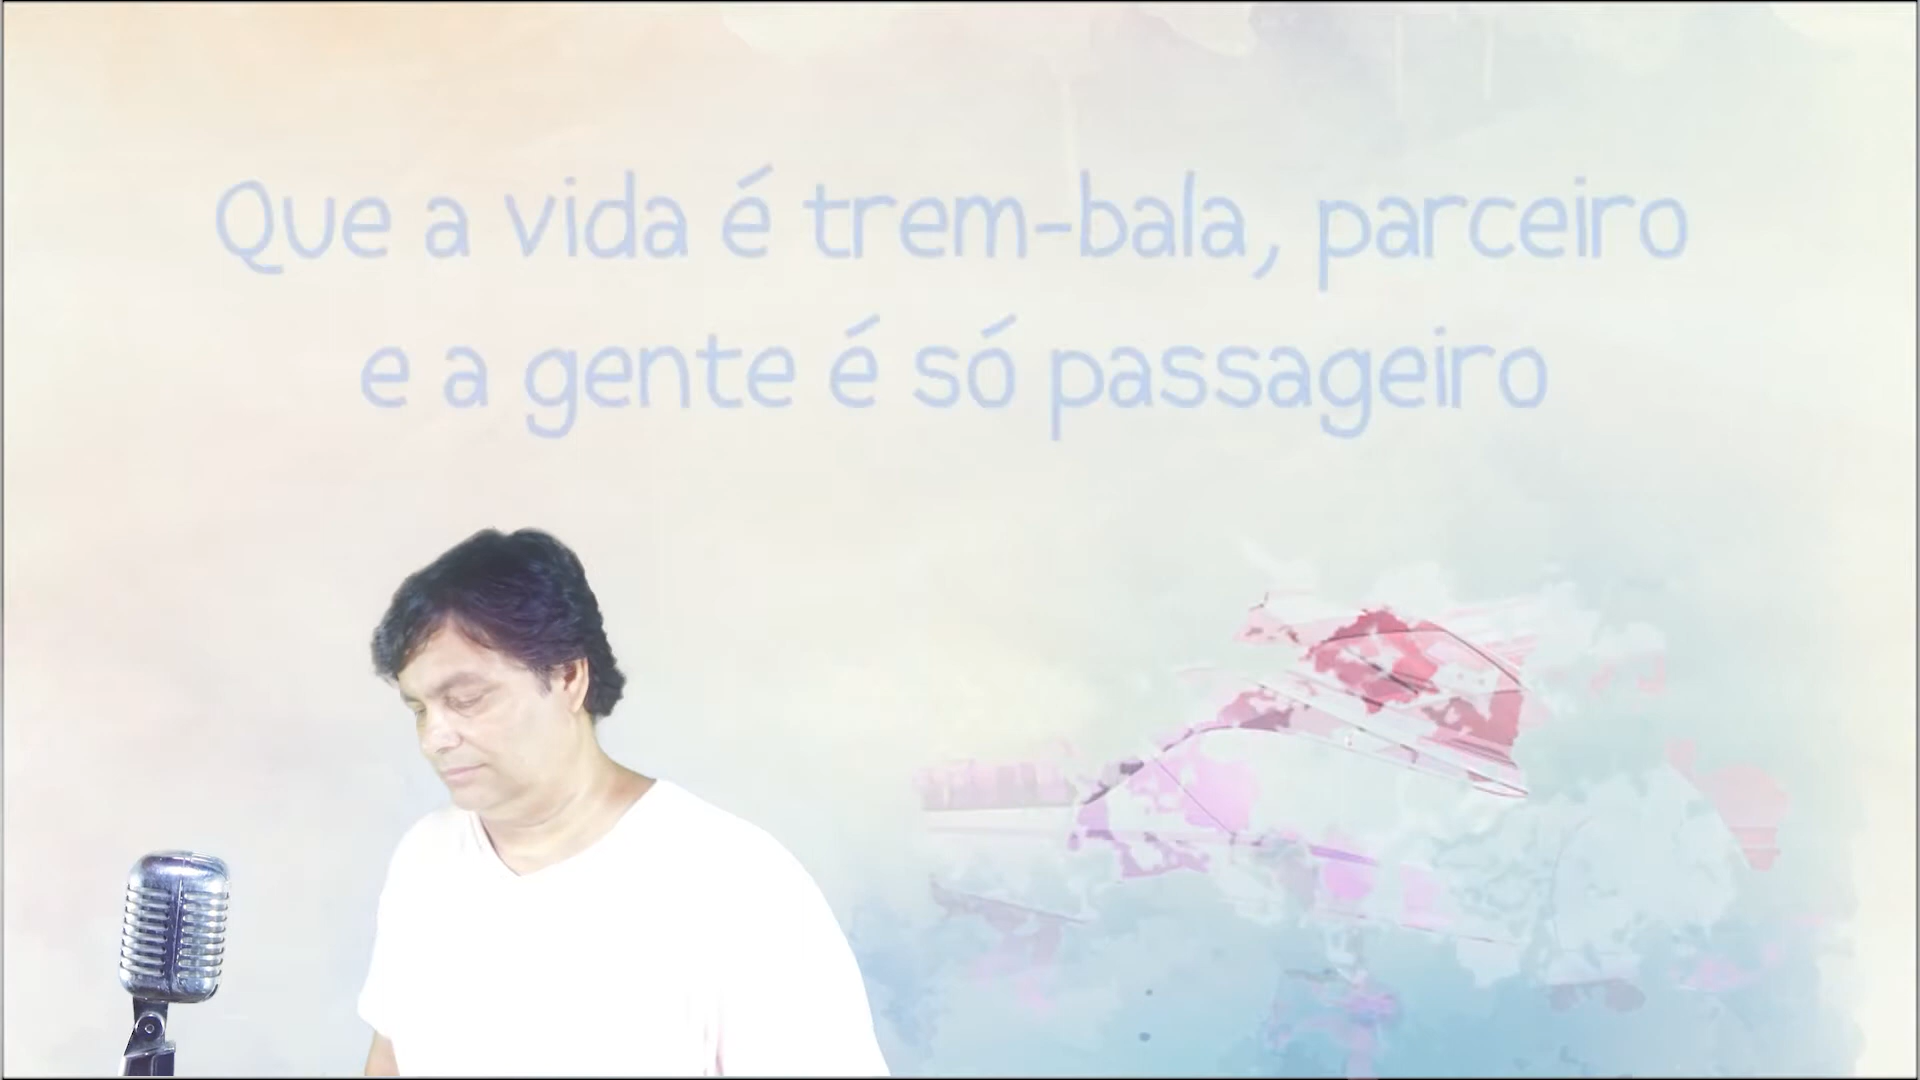 Que a vida é trem-bala, parceiro
e a gente é só passageiro